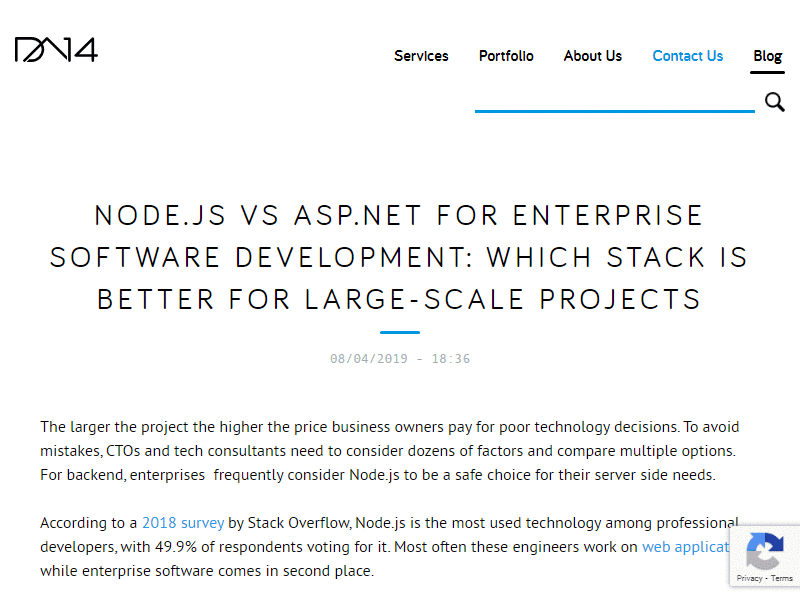 DN14
Services Portfolio About Us Contact Us Blog
NODE.JS VS ASP.NET FOR ENTERPRISE
SOFTWARE DEVELOPMENT: WHICH STACK IS
BETTER FOR LARGE-SCALE PROJECTS
08/04/2019 - 18:36
The larger the project the higher the price business owners pay for poor technology decisions. To avoid
mistakes, CTOs and tech consultants need to consider dozens of factors and compare multiple options.
For backend, enterprises frequently consider Node.js to be a safe choice for their server side needs.
According to a 2018 survey by Stack Overflow, Node.js is the most used technology among professional
developers, with 49.9% of respondents voting for it. Most often these engineers work on web applicat
while enterprise software comes in second place.
Privacy - Terms